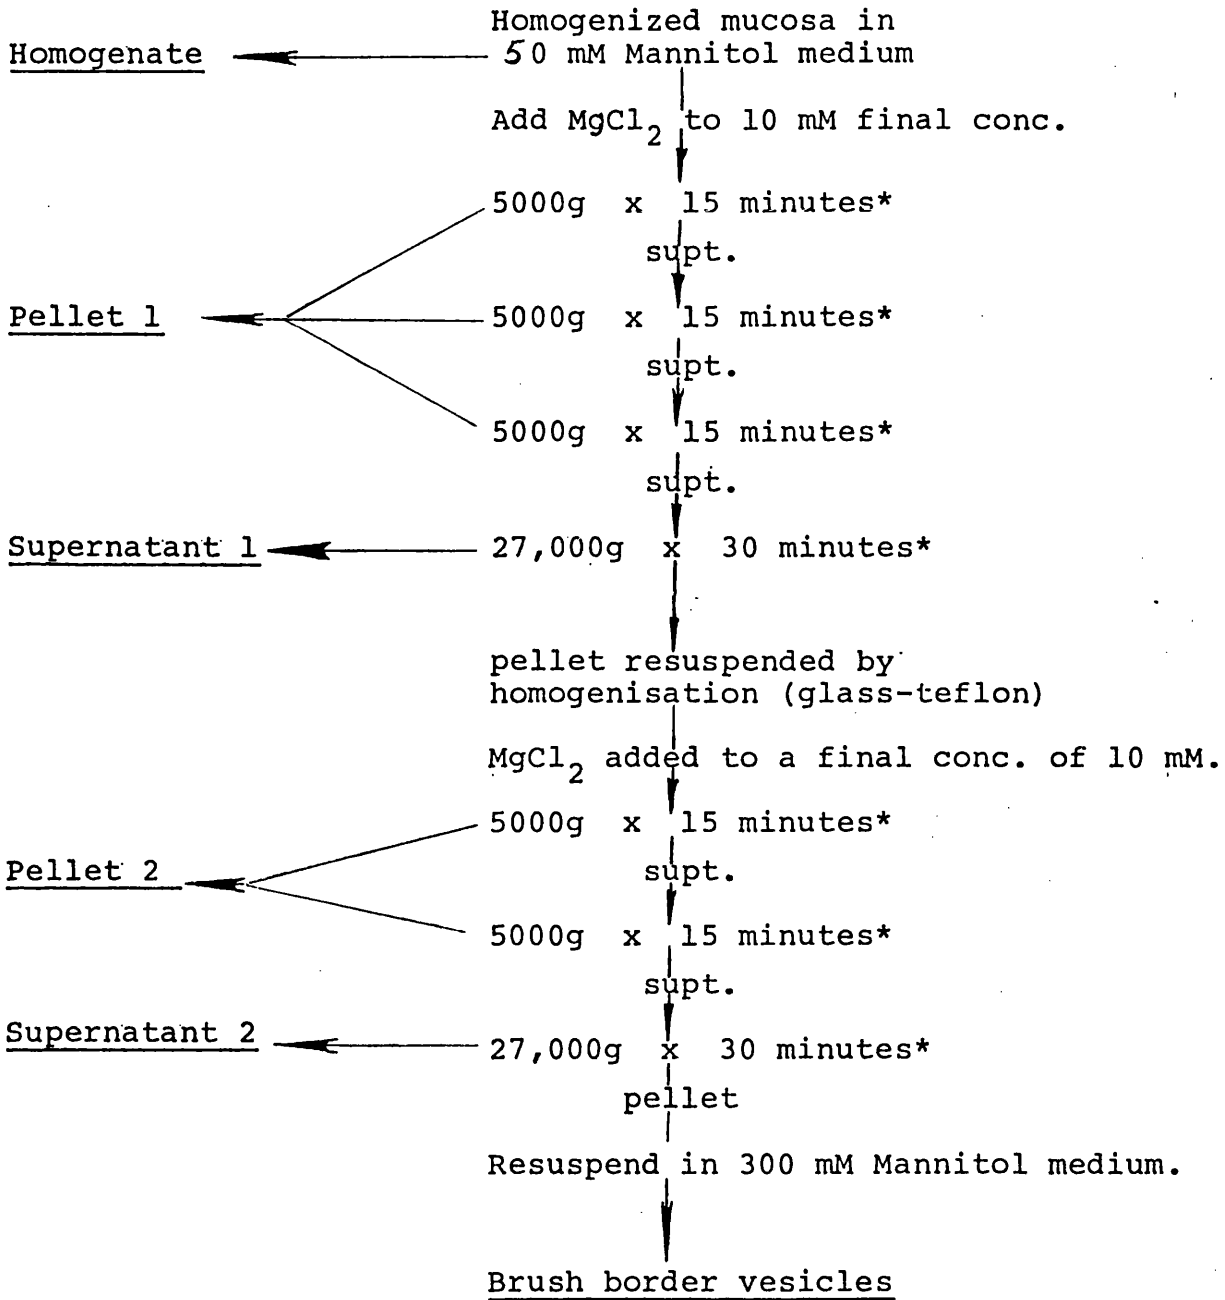 Homogenized mucosa in
Homogenate
50 mM Mannitol medium
Add MgCl2 to 10 mM final conc.
5000g x 15 minutes*
supt.
Pellet 1
5000g x 15 minutes*
supt.
5000g x 15 minutes*
supt.
Supernatant 1
27,000g x 30 minutes*
pellet resuspended by
homogenisation (glass-teflon)
MgCl2 added to a final conc. of 10 mM.
5000g x 15 minutes*
Pellet 2
supt.
5000g x 15 minutes*
supt.
Supernatant 2
27,000g x 30 minutes*
pellet
Resuspend in 300 mM Mannitol medium.
Brush border vesicles